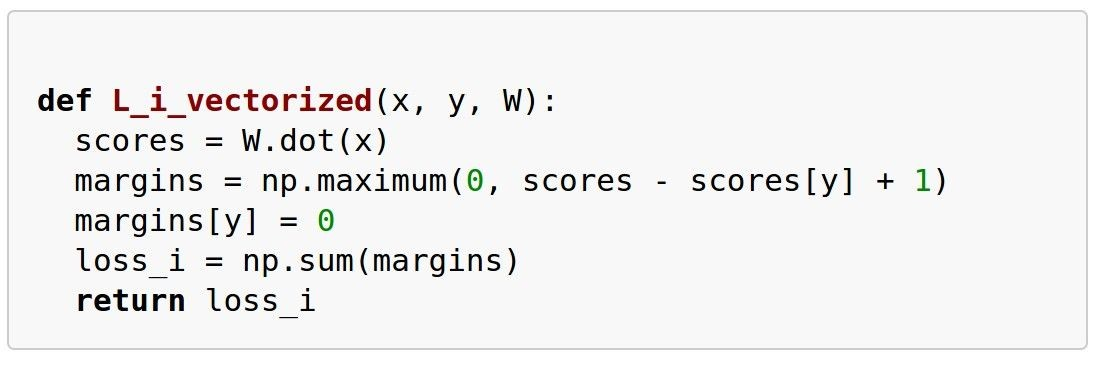 def L_i_vectorized(x, y, W):
  scores = W.dot(x)
  margins = np.maximum(0, scores - scores[y] + 1)
  margins[y] = 0
  loss_i = np.sum(margins)
  return loss_i